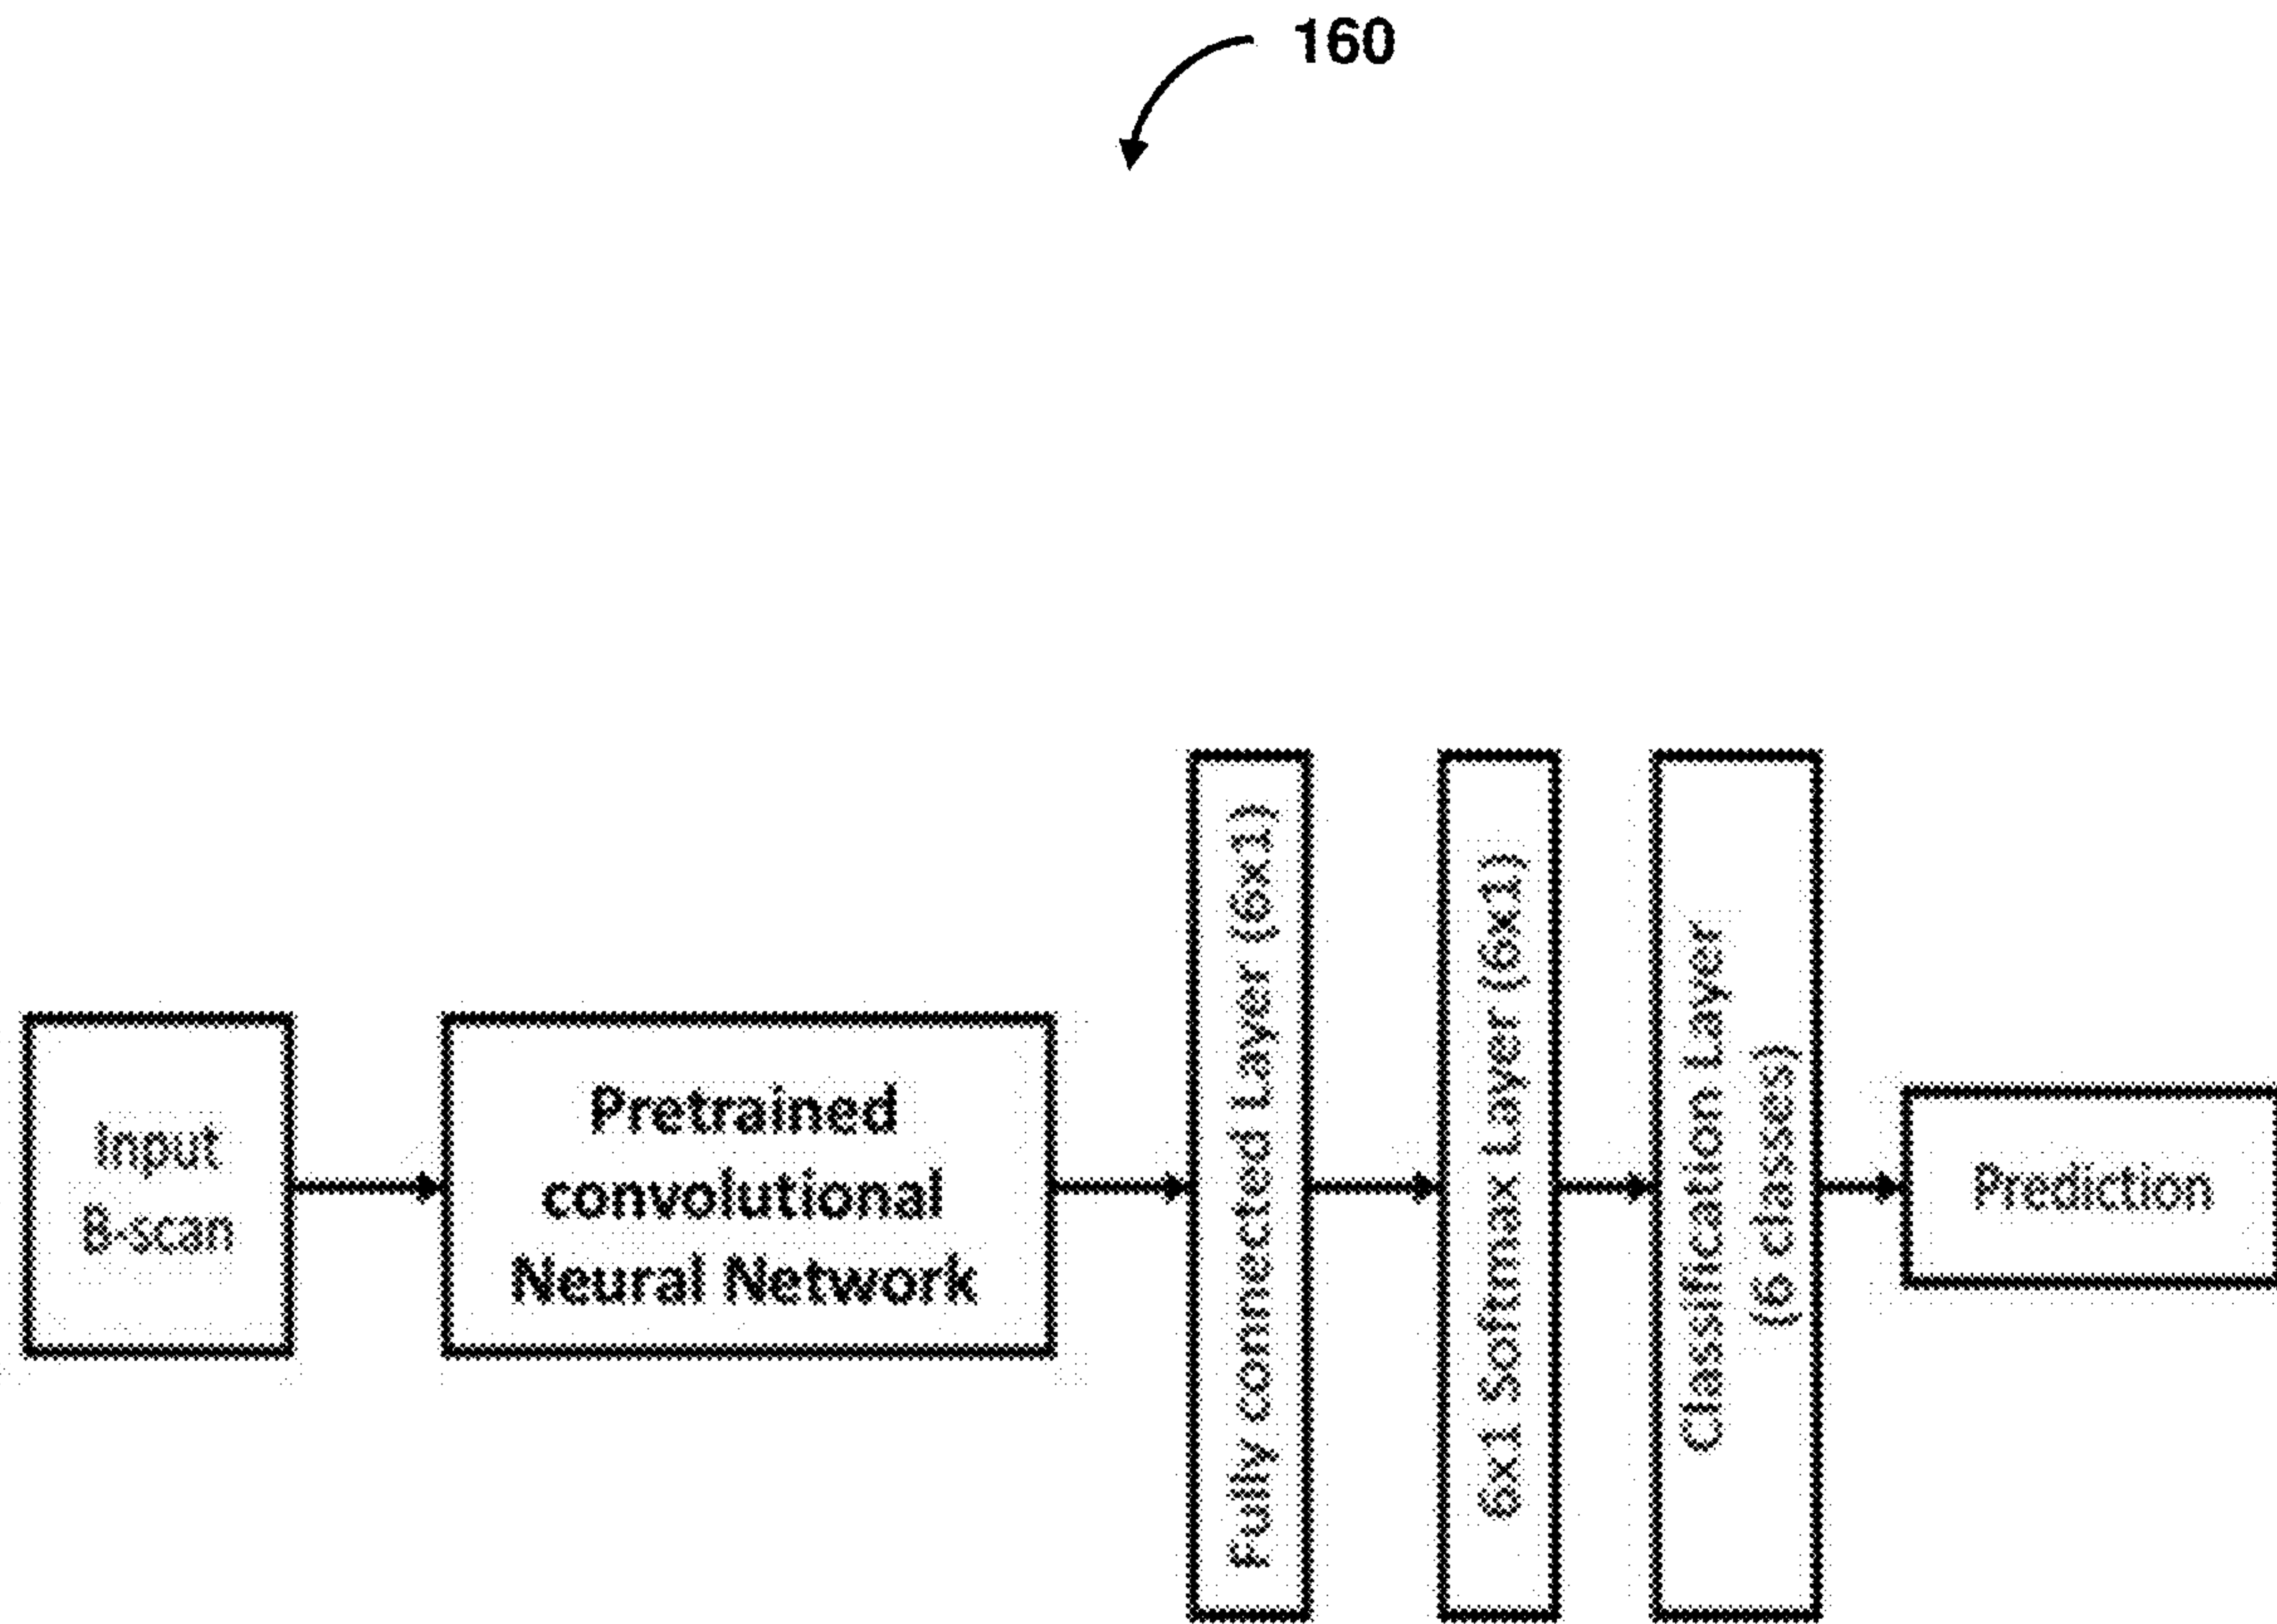 160
Input
B-scan
Pretrained
convolutional
Neural Network
Fully connected Layer (6x1)
6x1 Softmax Layer (6x1)
Classification Layer
(6 classes)
Prediction